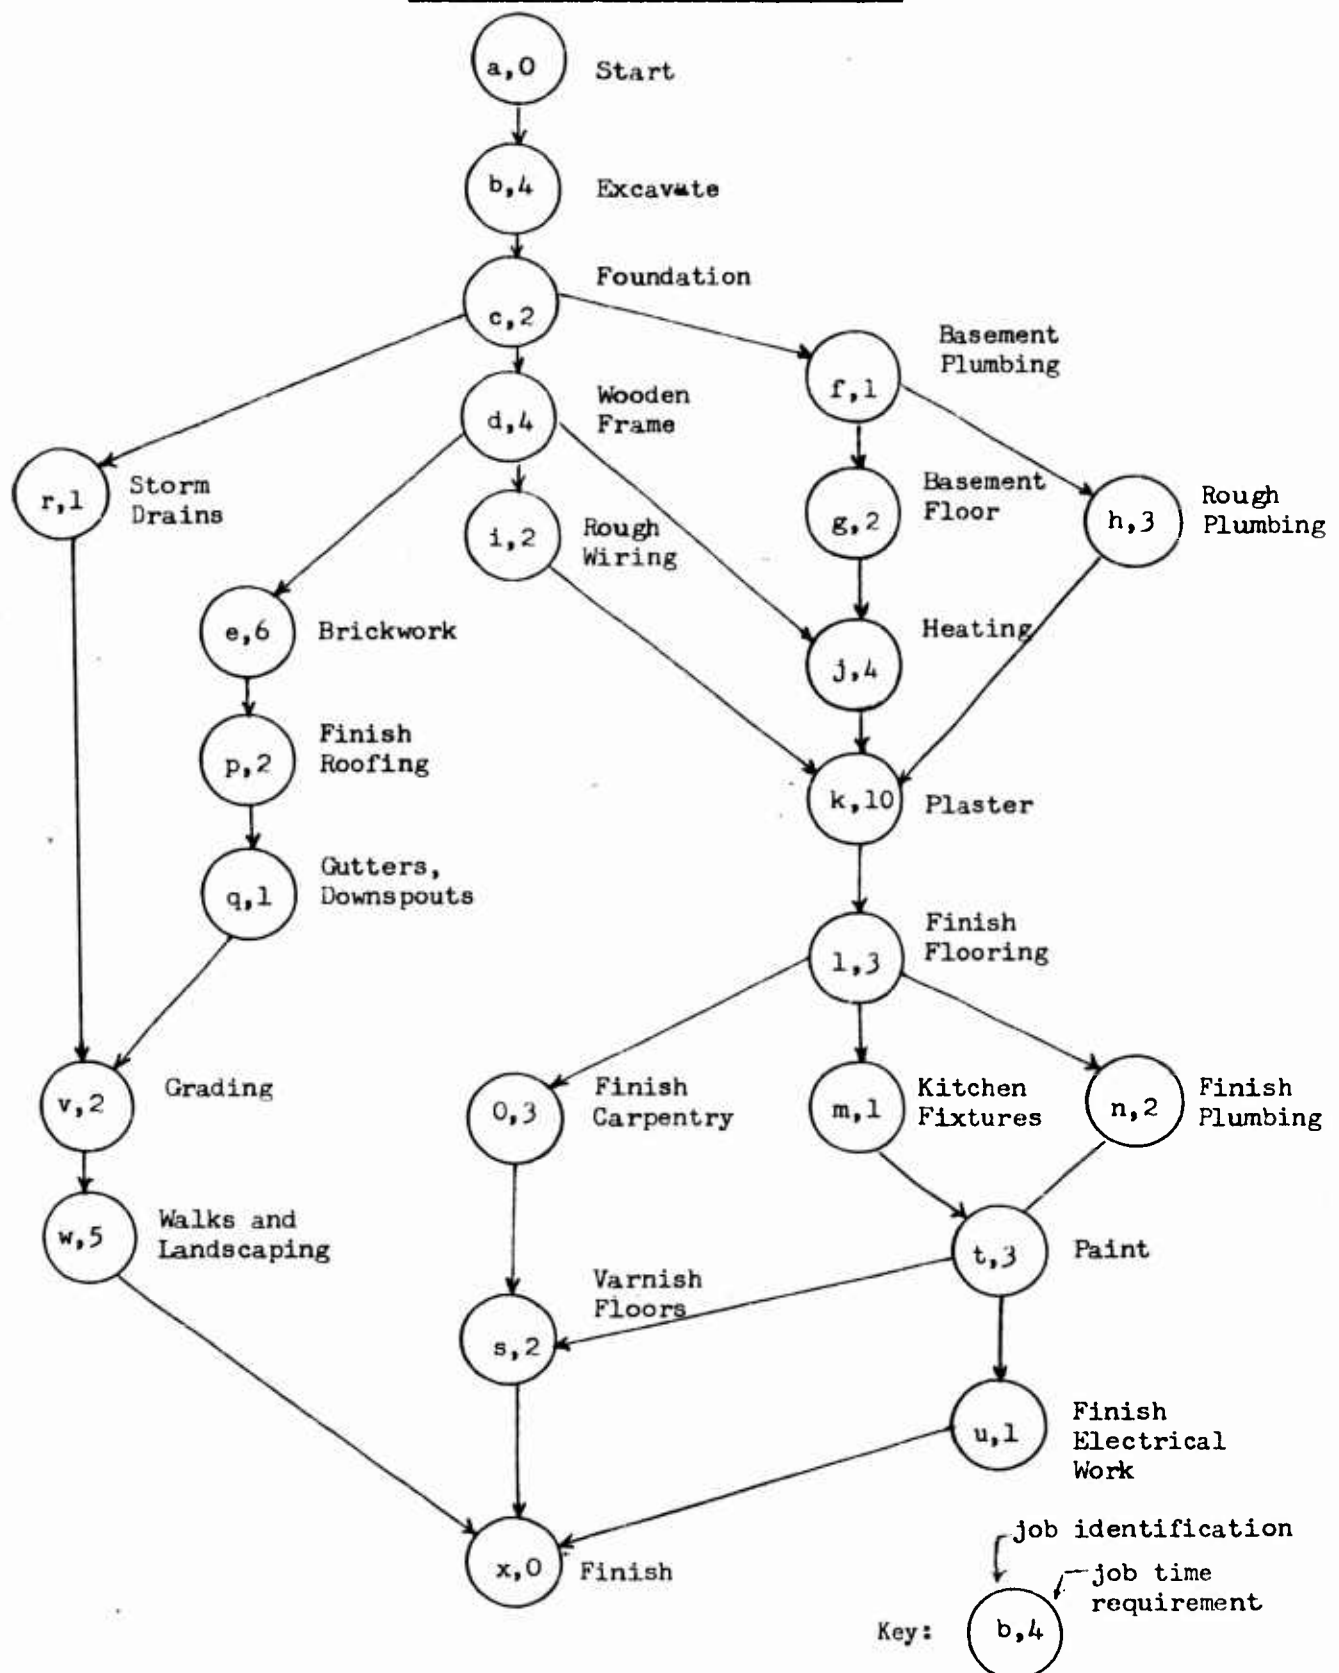 a,0
Start
b,4
Excavate
Foundation
c,2
Basement
Plumbing
f,1
Wooden
Frame
d,4
Storm
Drains
r,1
Rough
Wiring
i,2
Basement
Floor
g,2
Rough
Plumbing
h,3
e,6
Brickwork
Heating
j,4
Finish
Roofing
p,2
k,10
Plaster
Gutters,
Downspouts
q,1
Finish
Flooring
l,3
v,2
Grading
Finish
Carpentry
0,3
Kitchen
Fixtures
m,1
Finish
Plumbing
n,2
Walks and
Landscaping
w,5
t,3
Paint
Varnish
Floors
s,2
Finish
Electrical
Work
u,1
x,0
Finish
job identification
job time
requirement
Key:
b,4